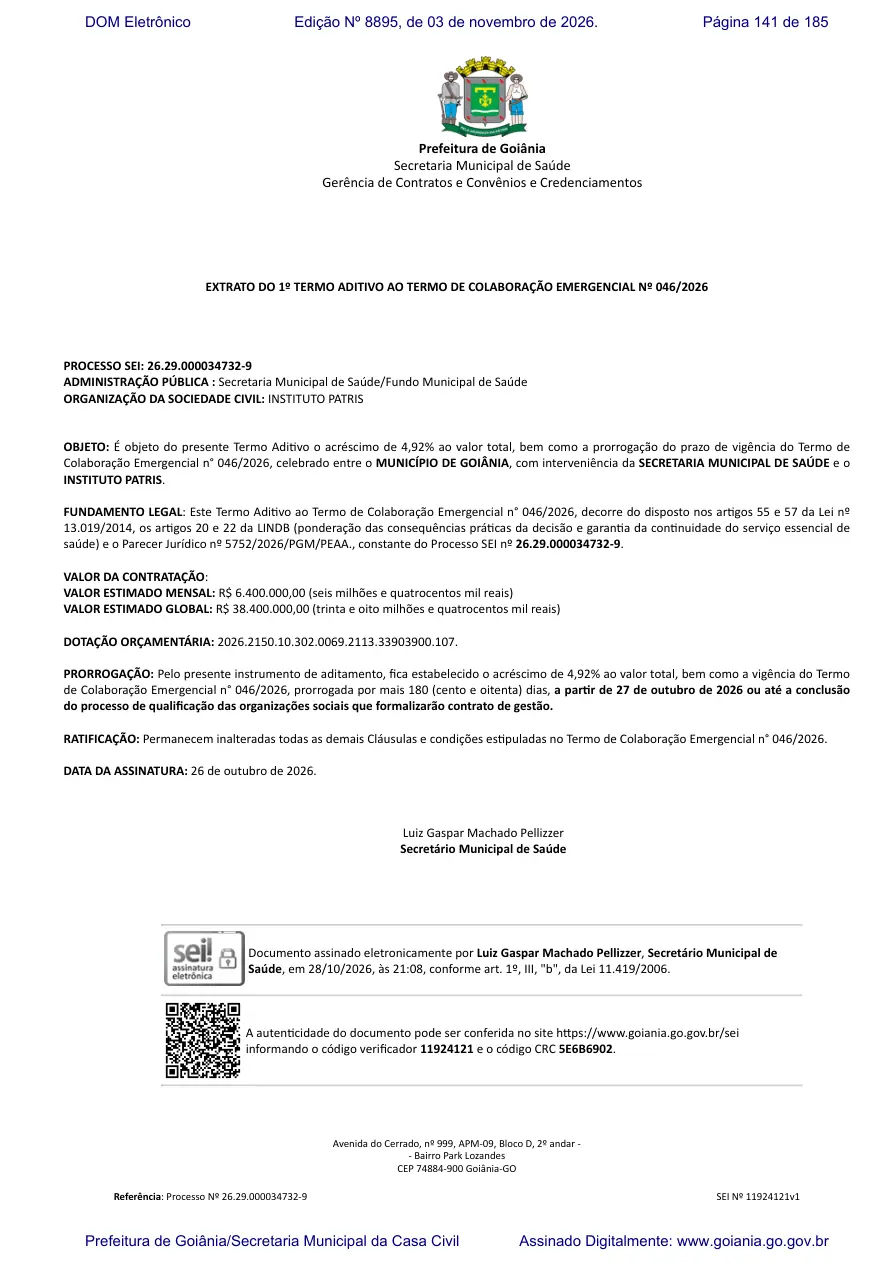 DOM Eletrônico Edição Nº 8895, de 03 de novembro de 2026. Página 141 de 185
Prefeitura de Goiânia
Secretaria Municipal de Saúde
Gerência de Contratos e Convênios e Credenciamentos
EXTRATO DO 1º TERMO ADITIVO AO TERMO DE COLABORAÇÃO EMERGENCIAL Nº 046/2026
PROCESSO SEI: 26.29.000034732-9
ADMINISTRAÇÃO PÚBLICA : Secretaria Municipal de Saúde/Fundo Municipal de Saúde
ORGANIZAÇÃO DA SOCIEDADE CIVIL: INSTITUTO PATRIS
OBJETO: É objeto do presente Termo Aditivo o acréscimo de 4,92% ao valor total, bem como a prorrogação do prazo de vigência do Termo de
Colaboração Emergencial n° 046/2026, celebrado entre o MUNICÍPIO DE GOIÂNIA, com interveniência da SECRETARIA MUNICIPAL DE SAÚDE e o
INSTITUTO PATRIS.
FUNDAMENTO LEGAL: Este Termo Aditivo ao Termo de Colaboração Emergencial n° 046/2026, decorre do disposto nos artigos 55 e 57 da Lei nº
13.019/2014, os artigos 20 e 22 da LINDB (ponderação das consequências práticas da decisão e garantia da continuidade do serviço essencial de
saúde) e o Parecer Jurídico nº 5752/2026/PGM/PEAA., constante do Processo SEI nº 26.29.000034732-9.
VALOR DA CONTRATAÇÃO:
VALOR ESTIMADO MENSAL: R$ 6.400.000,00 (seis milhões e quatrocentos mil reais)
VALOR ESTIMADO GLOBAL: R$ 38.400.000,00 (trinta e oito milhões e quatrocentos mil reais)
DOTAÇÃO ORÇAMENTÁRIA: 2026.2150.10.302.0069.2113.33903900.107.
PRORROGAÇÃO: Pelo presente instrumento de aditamento, fica estabelecido o acréscimo de 4,92% ao valor total, bem como a vigência do Termo
de Colaboração Emergencial n° 046/2026, prorrogada por mais 180 (cento e oitenta) dias, a partir de 27 de outubro de 2026 ou até a conclusão
do processo de qualificação das organizações sociais que formalizarão contrato de gestão.
RATIFICAÇÃO: Permanecem inalteradas todas as demais Cláusulas e condições estipuladas no Termo de Colaboração Emergencial n° 046/2026.
DATA DA ASSINATURA: 26 de outubro de 2026.
Luiz Gaspar Machado Pellizzer
Secretário Municipal de Saúde
sei!
assinatura
eletrônica
Documento assinado eletronicamente por Luiz Gaspar Machado Pellizzer, Secretário Municipal de
Saúde, em 28/10/2026, às 21:08, conforme art. 1º, III, "b", da Lei 11.419/2006.
A autenticidade do documento pode ser conferida no site https://www.goiania.go.gov.br/sei
informando o código verificador 11924121 e o código CRC 5E6B6902.
Avenida do Cerrado, nº 999, APM-09, Bloco D, 2º andar -
- Bairro Park Lozandes
CEP 74884-900 Goiânia-GO
Referência: Processo Nº 26.29.000034732-9 SEI Nº 11924121v1
Prefeitura de Goiânia/Secretaria Municipal da Casa Civil Assinado Digitalmente: www.goiania.go.gov.br